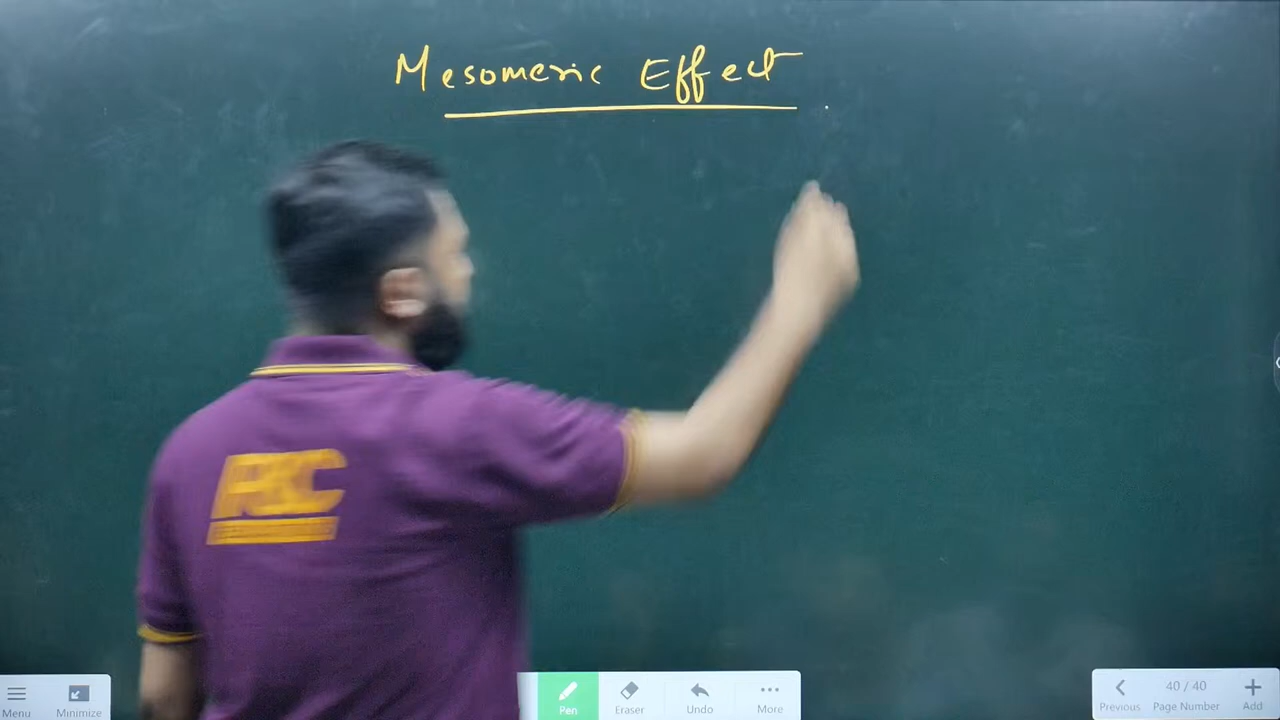 Mesomeric Effect
Menu
Minimize
Pen
Eraser
Undo
More
Previous
40 / 40
Page Number
Add